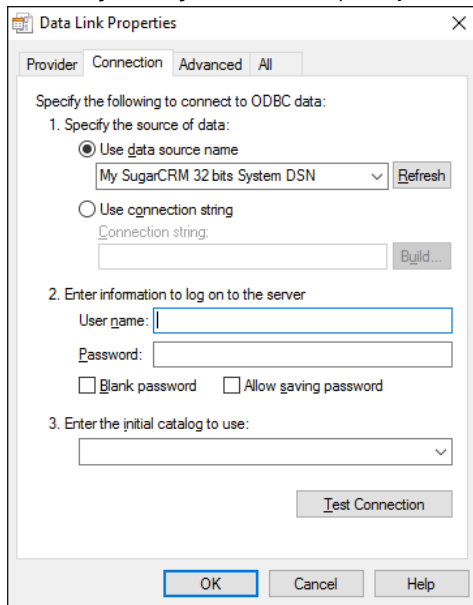 Data Link Properties
Provider Connection Advanced All
Specify the following to connect to ODBC data:
1. Specify the source of data:
Use data source name
My SugarCRM 32 bits System DSN Refresh
Use connection string
Connection string:
Build...
2. Enter information to log on to the server
User name:
Password:
Blank password Allow saving password
3. Enter the initial catalog to use:
Test Connection
OK Cancel Help